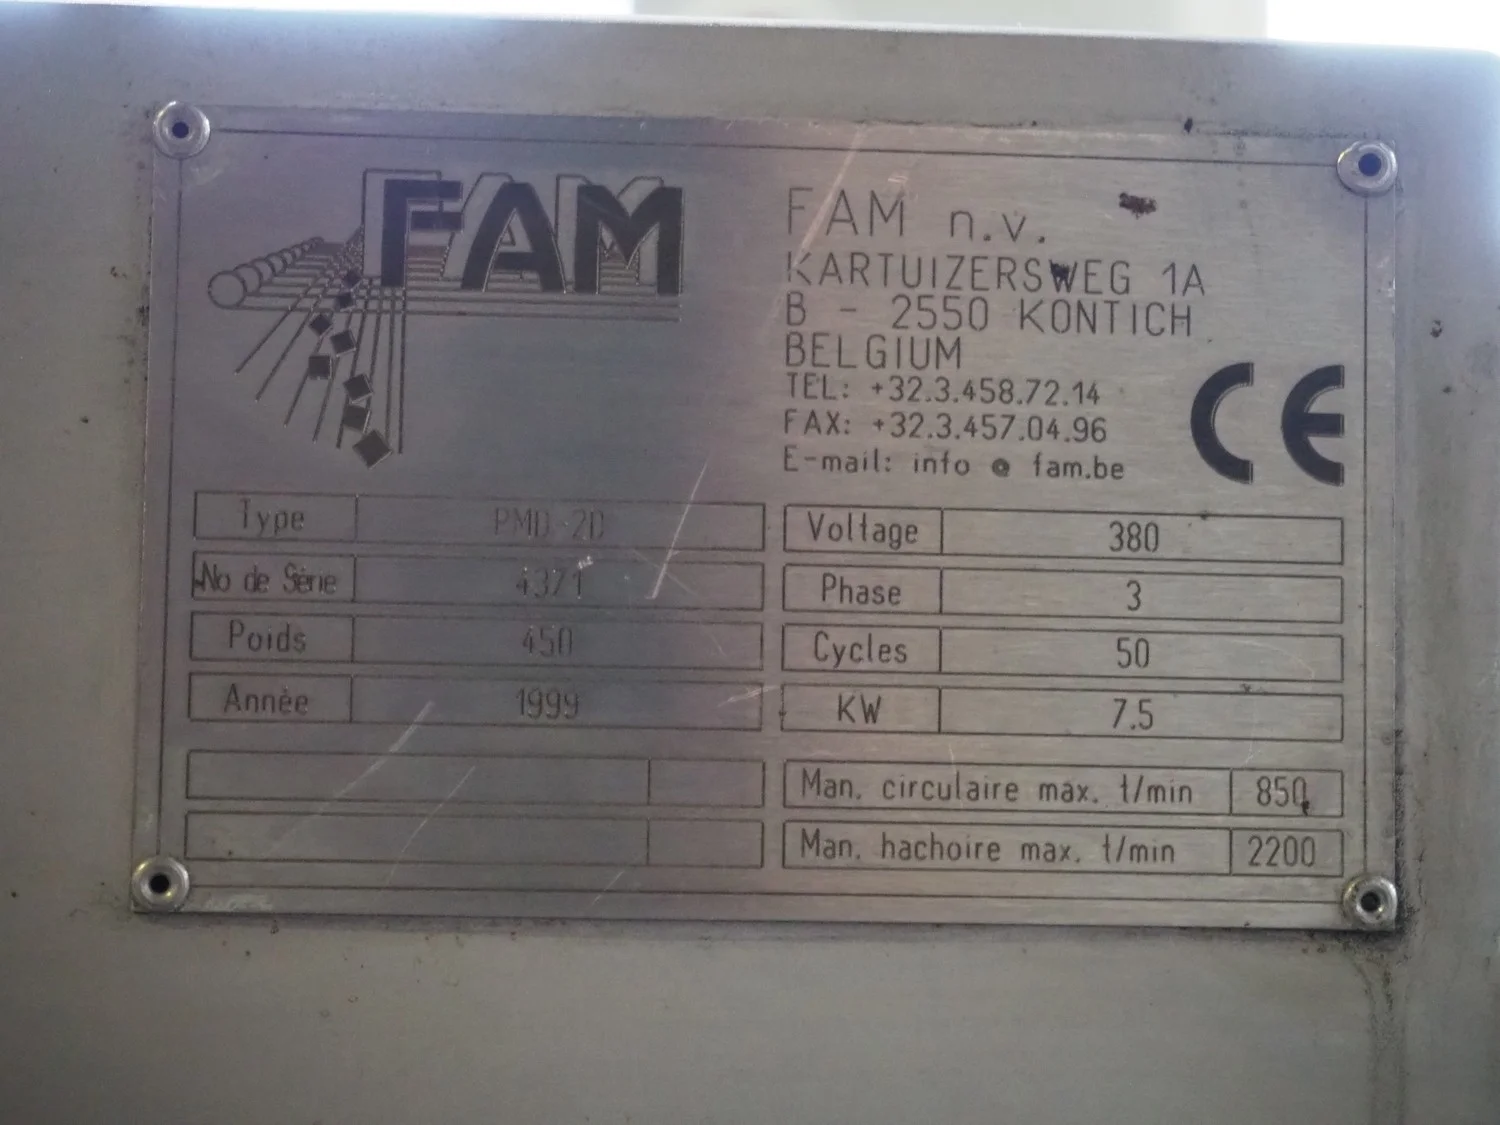 FAM
FAM n.v.
KARTUIZERSWEG 1A
B - 2550 KONTICH
BELGIUM
TEL: +32.3.458.72.14
FAX: +32.3.457.04.96
E-mail: info @ fam.be
CE
Type PMD-2D
No de Série 4371
Poids 450
Année 1999
Voltage 380
Phase 3
Cycles 50
KW 7.5
Man. circulaire max. t/min 850
Man. hachoire max. t/min 2200